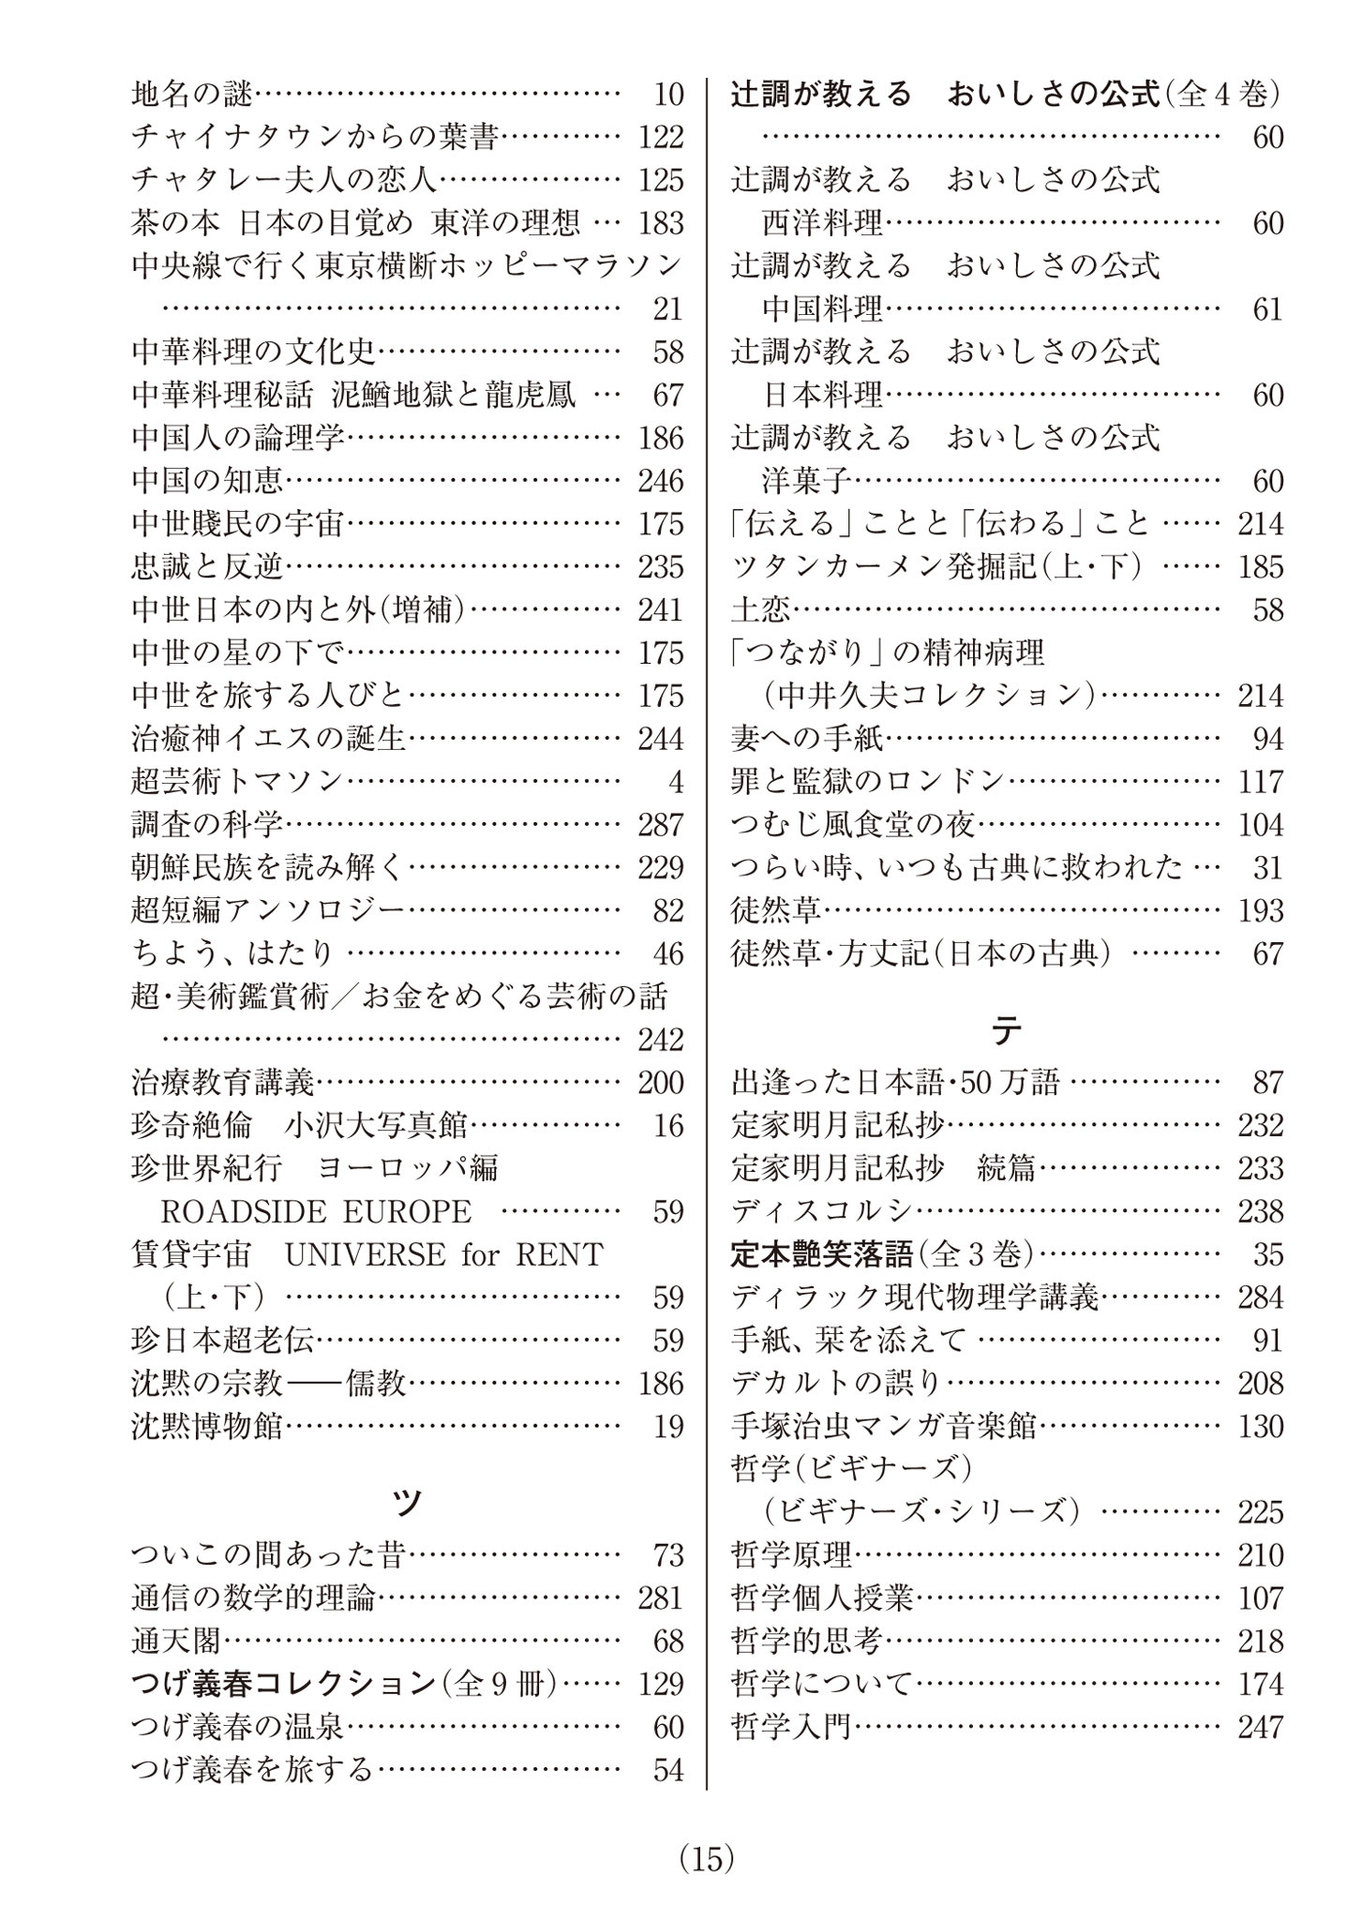 地名の謎………………………………　10
チャイナタウンからの葉書………… 122
チャタレー夫人の恋人……………… 125
茶の本 日本の目覚め 東洋の理想 … 183
中央線で行く東京横断ホッピーマラソン
………………………………………　21
中華料理の文化史……………………　58
中華料理秘話 泥鰌地獄と龍虎鳳 …　67
中国人の論理学……………………… 186
中国の知恵…………………………… 246
中世賤民の宇宙……………………… 175
忠誠と反逆…………………………… 235
中世日本の内と外(増補)…………… 241
中世の星の下で……………………… 175
中世を旅する人びと………………… 175
治癒神イエスの誕生………………… 244
超芸術トマソン………………………　4
調査の科学…………………………… 287
朝鮮民族を読み解く………………… 229
超短編アンソロジー…………………　82
ちよう、はたり ………………………　46
超・美術鑑賞術／お金をめぐる芸術の話
……………………………………… 242
治療教育講義………………………… 200
珍奇絶倫　小沢大写真館……………　16
珍世界紀行　ヨーロッパ編
ROADSIDE EUROPE …………　59
賃貸宇宙　UNIVERSE for RENT
(上・下) ……………………………　59
珍日本超老伝…………………………　59
沈黙の宗教――儒教………………… 186
沈黙博物館……………………………　19
ツ
ついこの間あった昔…………………　73
通信の数学的理論…………………… 281
通天閣…………………………………　68
つげ義春コレクション(全9冊)…… 129
つげ義春の温泉………………………　60
つげ義春を旅する……………………　54
辻調が教える　おいしさの公式(全4巻)
………………………………………　60
辻調が教える　おいしさの公式
西洋料理……………………………　60
辻調が教える　おいしさの公式
中国料理……………………………　61
辻調が教える　おいしさの公式
日本料理……………………………　60
辻調が教える　おいしさの公式
洋菓子………………………………　60
「伝える」ことと「伝わる」こと …… 214
ツタンカーメン発掘記(上・下) …… 185
土恋……………………………………　58
「つながり」の精神病理
(中井久夫コレクション)………… 214
妻への手紙……………………………　94
罪と監獄のロンドン………………… 117
つむじ風食堂の夜…………………… 104
つらい時、いつも古典に救われた …　31
徒然草………………………………… 193
徒然草・方丈記(日本の古典) ………　67
テ
出逢った日本語・50万語 ……………　87
定家明月記私抄……………………… 232
定家明月記私抄　続篇……………… 233
ディスコルシ………………………… 238
定本艶笑落語(全3巻)………………　35
ディラック現代物理学講義………… 284
手紙、栞を添えて ……………………　91
デカルトの誤り……………………… 208
手塚治虫マンガ音楽館……………… 130
哲学(ビギナーズ)
(ビギナーズ・シリーズ) ………… 225
哲学原理……………………………… 210
哲学個人授業………………………… 107
哲学的思考…………………………… 218
哲学について………………………… 174
哲学入門……………………………… 247
(15)